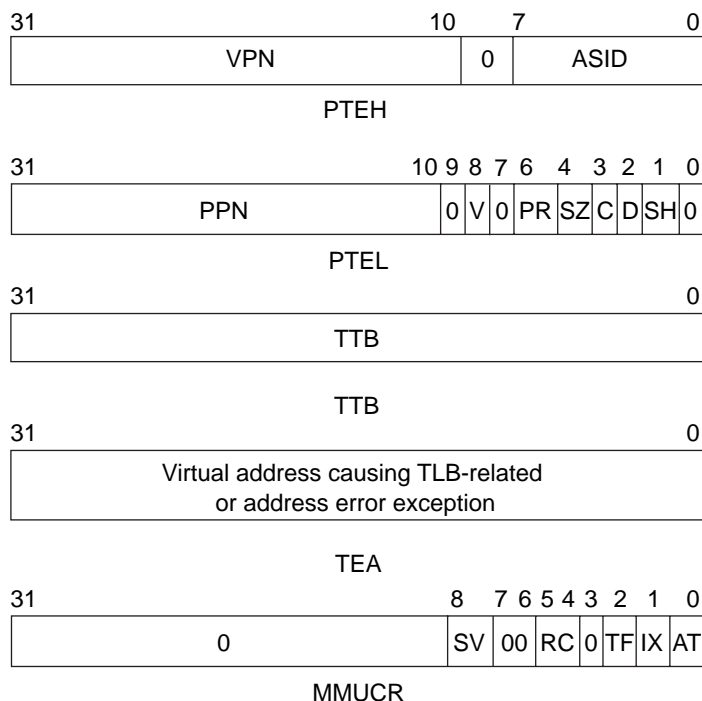 31 10 7 0
VPN 0 ASID
PTEH
31 10 9 8 7 6 4 3 2 1 0
PPN 0 V 0 PR SZ C D SH 0
PTEL
31 0
TTB
TTB
31 0
Virtual address causing TLB-related
or address error exception
TEA
31 8 7 6 5 4 3 2 1 0
0 SV 00 RC 0 TF IX AT
MMUCR